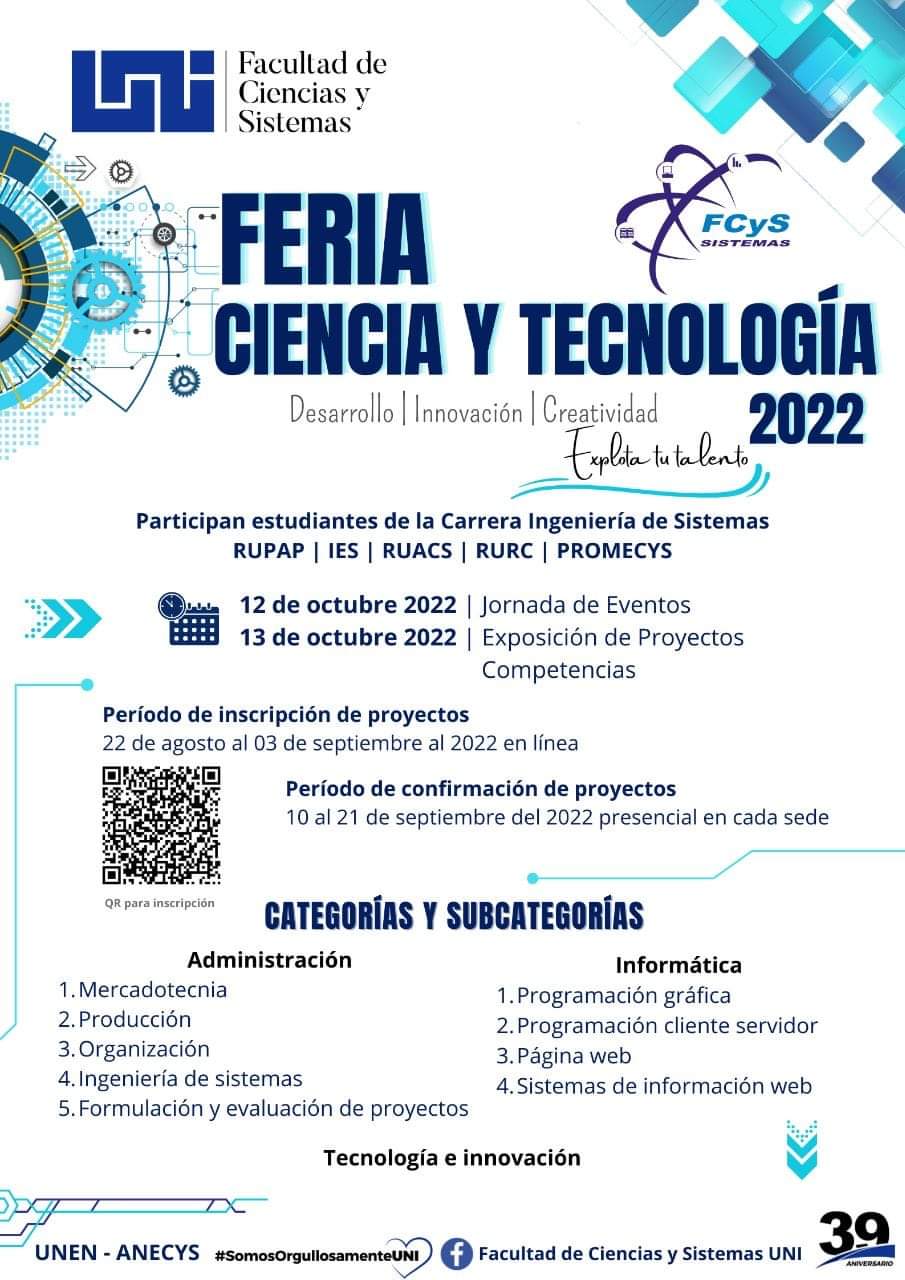 UNI
Facultad de
Ciencias y
Sistemas
FCyS
SISTEMAS
FERIA
CIENCIA Y TECNOLOGÍA
Desarrollo | Innovación | Creatividad
2022
Explota tu talento
Participan estudiantes de la Carrera Ingeniería de Sistemas
RUPAP | IES | RUACS | RURC | PROMECYS
12 de octubre 2022 | Jornada de Eventos
13 de octubre 2022 | Exposición de Proyectos
Competencias
Período de inscripción de proyectos
22 de agosto al 03 de septiembre al 2022 en línea
Período de confirmación de proyectos
10 al 21 de septiembre del 2022 presencial en cada sede
QR para inscripción
CATEGORÍAS Y SUBCATEGORÍAS
Administración
1. Mercadotecnia
2. Producción
3. Organización
4. Ingeniería de sistemas
5. Formulación y evaluación de proyectos
Informática
1. Programación gráfica
2. Programación cliente servidor
3. Página web
4. Sistemas de información web
Tecnología e innovación
UNEN - ANECYS
#SomosOrgullosamenteUNI
Facultad de Ciencias y Sistemas UNI
39
ANIVERSARIO